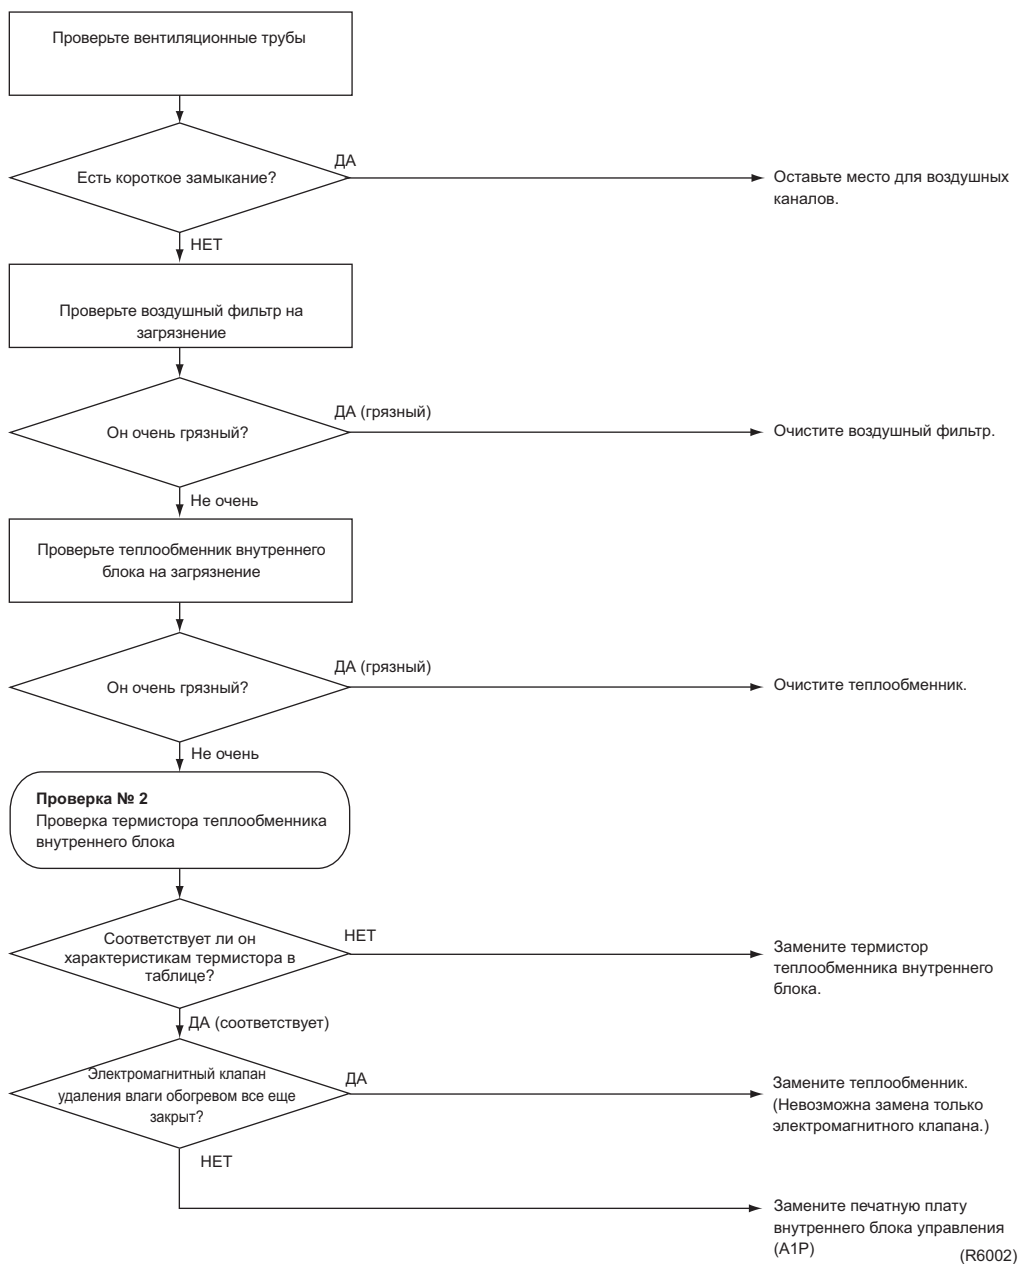 Проверьте вентиляционные трубы
Есть короткое замыкание?
ДА
Оставьте место для воздушных
каналов.
НЕТ
Проверьте воздушный фильтр на
загрязнение
Он очень грязный?
ДА (грязный)
Очистите воздушный фильтр.
Не очень
Проверьте теплообменник внутреннего
блока на загрязнение
Он очень грязный?
ДА (грязный)
Очистите теплообменник.
Не очень
Проверка № 2
Проверка термистора теплообменника
внутреннего блока
Соответствует ли он
характеристикам термистора в
таблице?
НЕТ
Замените термистор
теплообменника внутреннего
блока.
ДА (соответствует)
Электромагнитный клапан
удаления влаги обогревом все еще
закрыт?
ДА
Замените теплообменник.
(Невозможна замена только
электромагнитного клапана.)
НЕТ
Замените печатную плату
внутреннего блока управления
(A1P)
(R6002)